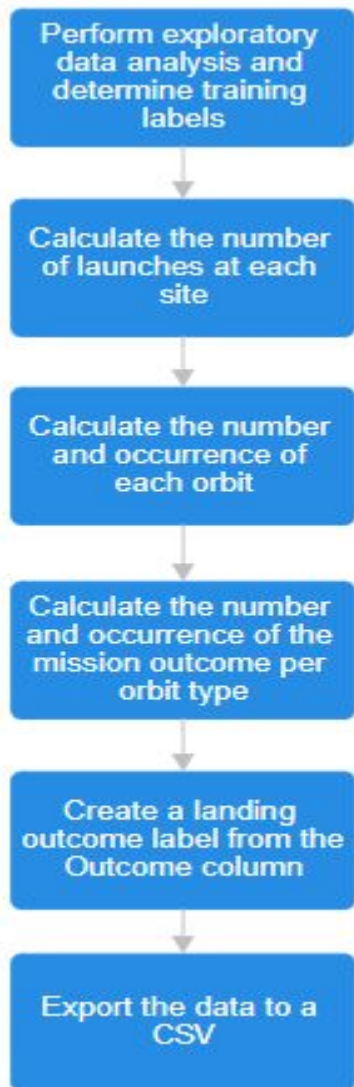 Perform exploratory
data analysis and
determine training
labels
Calculate the number
of launches at each
site
Calculate the number
and occurrence of
each orbit
Calculate the number
and occurrence of the
mission outcome per
orbit type
Create a landing
outcome label from the
Outcome column
Export the data to a
CSV